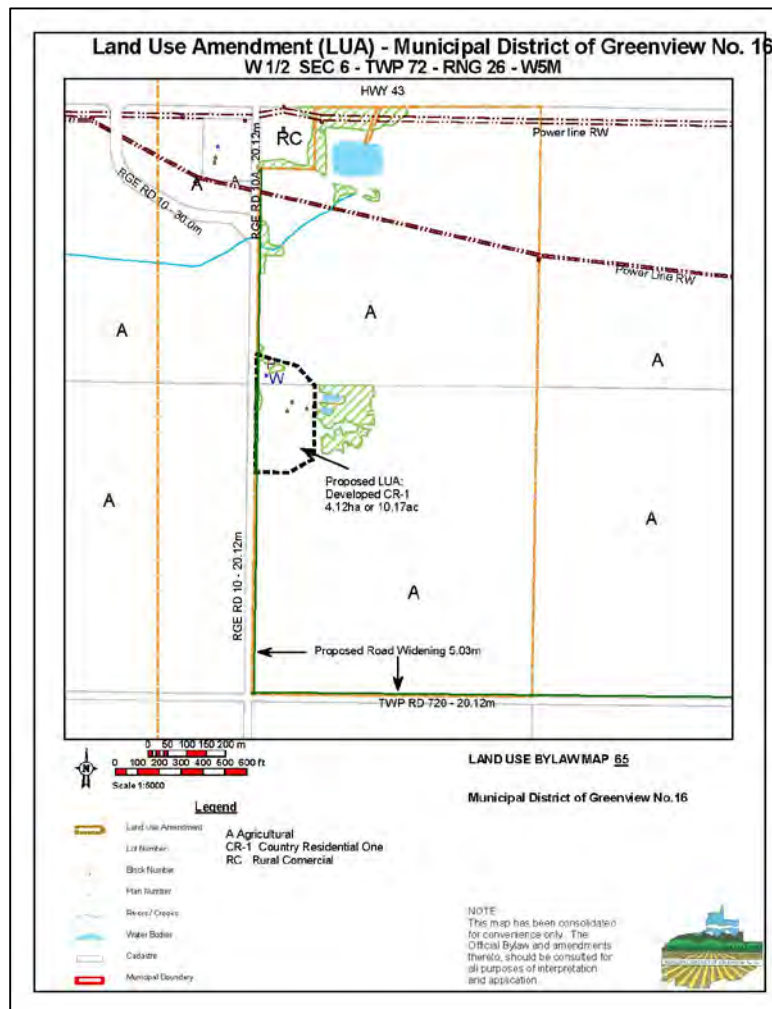 Land Use Amendment (LUA) - Municipal District of Greenview No. 16
W 1/2 SEC 6 - TWP 72 - RNG 26 - W5M
HWY 43
Power line RW
RC
RGE RD 10A - 20.12m
A
A
RGE RD 10 - 30.0m
Power Line RW
A
A
A
W
Proposed LUA:
Developed CR-1
4.12ha or 10.17ac
A
A
A
RGE RD 10 - 20.12m
Proposed Road Widening 5.03m
TWP RD 720 - 20.12m
0 50 100 150 200 m
0 100 200 300 400 600 ft
Scale 1:5000
N
LAND USE BYLAW MAP 65
Municipal District of Greenview No.16
Legend
Land Use Amendment
Lot Number
Block Number
Plan Number
Rivers / Creeks
Water Bodies
Cadastre
Municipal Boundary
A Agricultural
CR-1 Country Residential One
RC Rural Comercial
NOTE
This map has been consolidated
for convenience only. The
Official Bylaw and amendments
thereto, should be consulted for
all purposes of interpretation
and application.